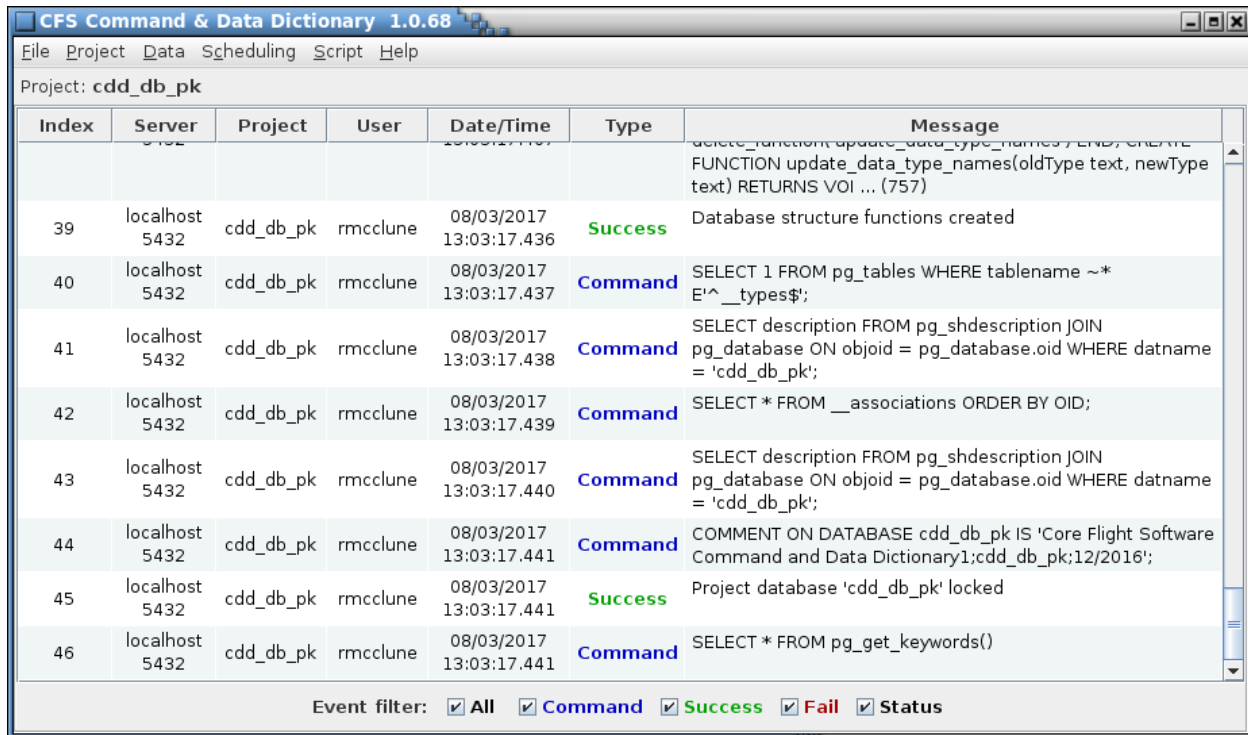 CFS Command & Data Dictionary 1.0.68
File Project Data Scheduling Script Help
Project: cdd_db_pk
Index Server Project User Date/Time Type Message
FUNCTION update_data_type_names(oldType text, newType
text) RETURNS VOI ... (757)
39 localhost 5432 cdd_db_pk rmcclune 08/03/2017 13:03:17.436 Success Database structure functions created
40 localhost 5432 cdd_db_pk rmcclune 08/03/2017 13:03:17.437 Command SELECT 1 FROM pg_tables WHERE tablename ~*
E'^__types$';
41 localhost 5432 cdd_db_pk rmcclune 08/03/2017 13:03:17.438 Command SELECT description FROM pg_shdescription JOIN
pg_database ON objoid = pg_database.oid WHERE datname
= 'cdd_db_pk';
42 localhost 5432 cdd_db_pk rmcclune 08/03/2017 13:03:17.439 Command SELECT * FROM __associations ORDER BY OID;
43 localhost 5432 cdd_db_pk rmcclune 08/03/2017 13:03:17.440 Command SELECT description FROM pg_shdescription JOIN
pg_database ON objoid = pg_database.oid WHERE datname
= 'cdd_db_pk';
44 localhost 5432 cdd_db_pk rmcclune 08/03/2017 13:03:17.441 Command COMMENT ON DATABASE cdd_db_pk IS 'Core Flight Software
Command and Data Dictionary1;cdd_db_pk;12/2016';
45 localhost 5432 cdd_db_pk rmcclune 08/03/2017 13:03:17.441 Success Project database 'cdd_db_pk' locked
46 localhost 5432 cdd_db_pk rmcclune 08/03/2017 13:03:17.441 Command SELECT * FROM pg_get_keywords()
Event filter: All Command Success Fail Status